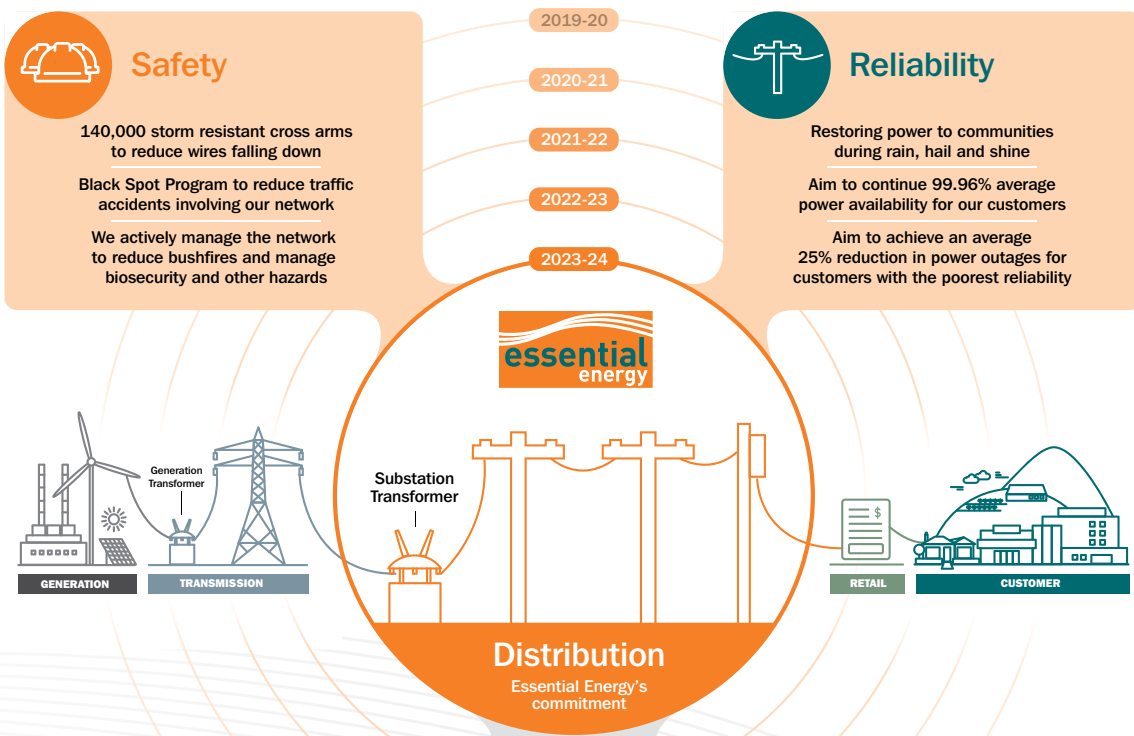 Safety
140,000 storm resistant cross arms
to reduce wires falling down
Black Spot Program to reduce traffic
accidents involving our network
We actively manage the network
to reduce bushfires and manage
biosecurity and other hazards
2019-20
2020-21
2021-22
2022-23
2023-24
Reliability
Restoring power to communities
during rain, hail and shine
Aim to continue 99.96% average
power availability for our customers
Aim to achieve an average
25% reduction in power outages for
customers with the poorest reliability
essential
energy
Generation
Transformer
Substation
Transformer
$
GENERATION
TRANSMISSION
RETAIL
CUSTOMER
Distribution
Essential Energy's
commitment